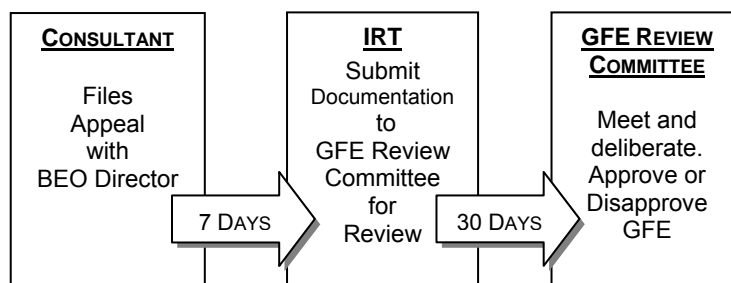 CONSULTANT
Files
Appeal
with
BEO Director
7 DAYS
IRT
Submit
Documentation
to
GFE Review
Committee
for
Review
30 DAYS
GFE REVIEW
COMMITTEE
Meet and
deliberate.
Approve or
Disapprove
GFE